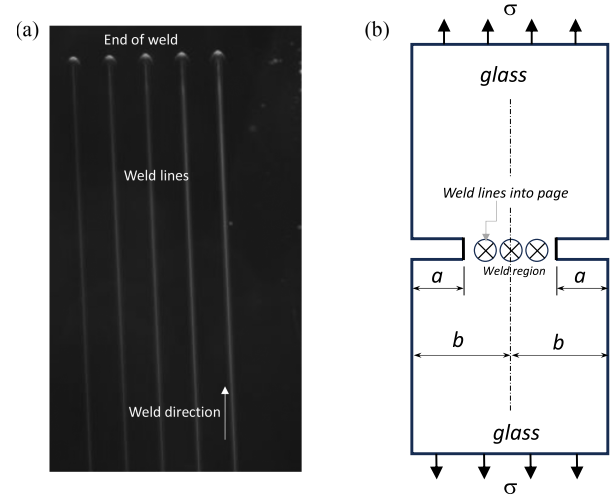 (a)
End of weld
Weld lines
Weld direction
(b)
σ
glass
Weld lines into page
Weld region
a
a
b
b
glass
σ